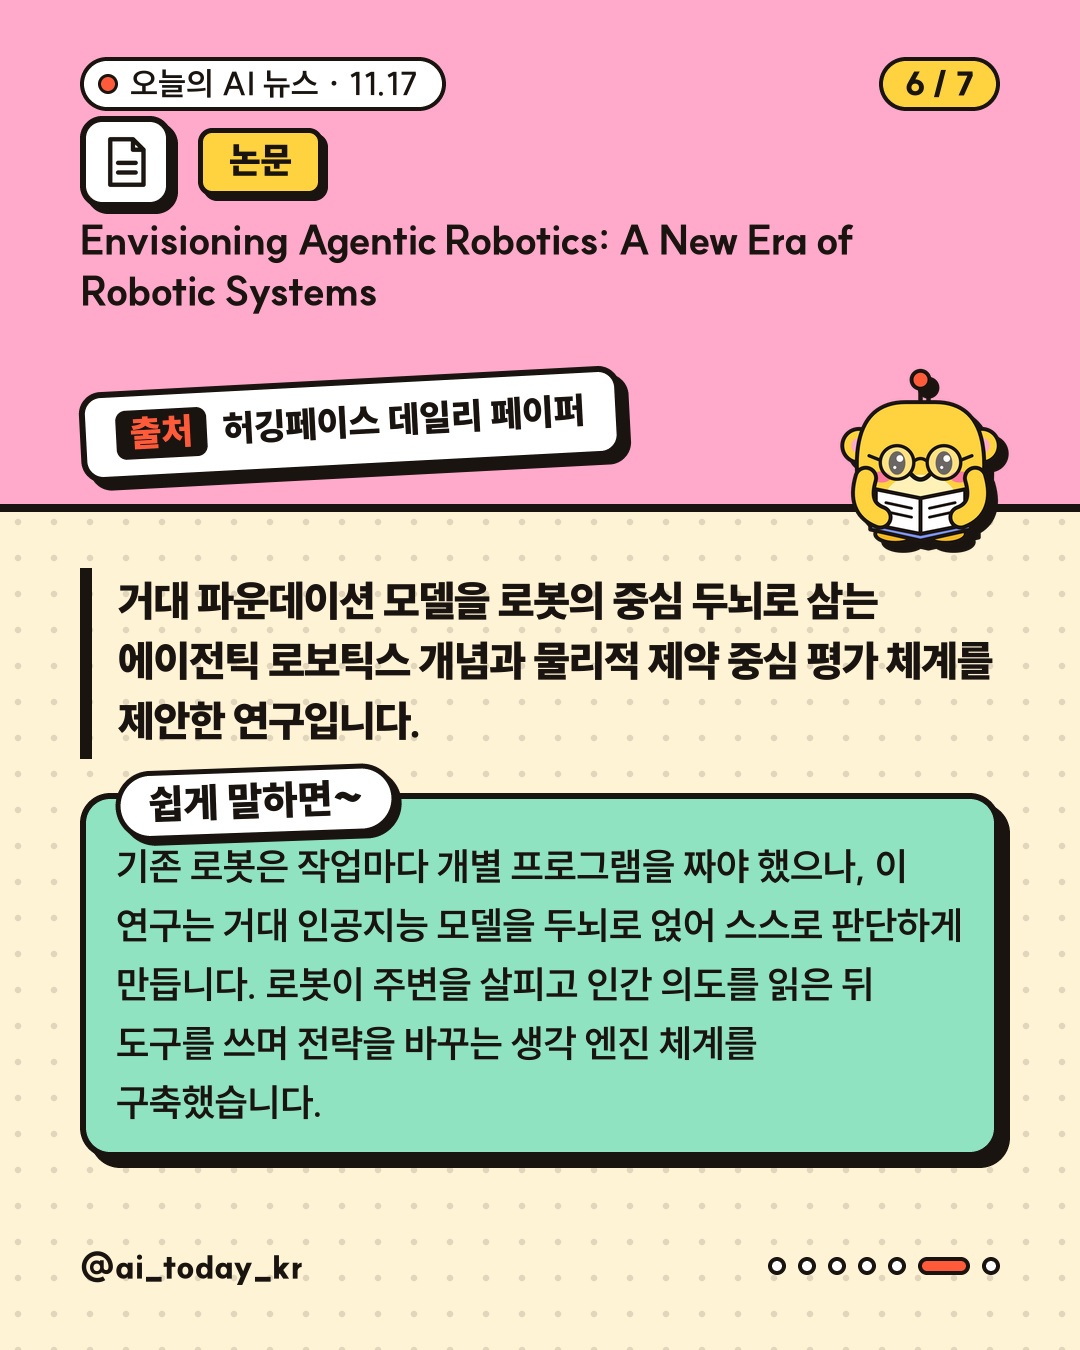 오늘의 AI 뉴스 · 11.17
6 / 7
논문
Envisioning Agentic Robotics: A New Era of
Robotic Systems
출처 허깅페이스 데일리 페이퍼
거대 파운데이션 모델을 로봇의 중심 두뇌로 삼는
에이전틱 로보틱스 개념과 물리적 제약 중심 평가 체계를
제안한 연구입니다.
쉽게 말하면~
기존 로봇은 작업마다 개별 프로그램을 짜야 했으나, 이
연구는 거대 인공지능 모델을 두뇌로 얹어 스스로 판단하게
만듭니다. 로봇이 주변을 살피고 인간 의도를 읽은 뒤
도구를 쓰며 전략을 바꾸는 생각 엔진 체계를
구축했습니다.
@ai_today_kr